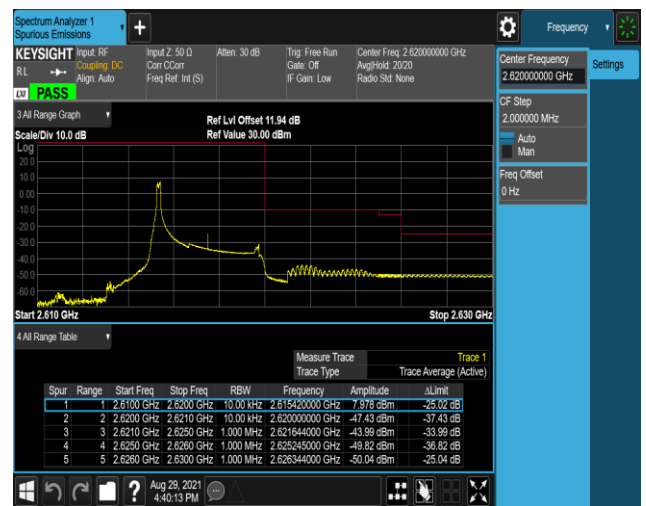 Spectrum Analyzer 1
Spurious Emissions
Frequency
KEYSIGHT
RL
LXI
PASS
Input: RF
Coupling: DC
Align: Auto
Input Z: 50 Ω
Corr CCorr
Freq Ref: Int (S)
Atten: 30 dB
Trig: Free Run
Gate: Off
IF Gain: Low
Center Freq: 2.620000000 GHz
Avg|Hold: 20/20
Radio Std: None
Center Frequency
2.620000000 GHz
Settings
CF Step
2.000000 MHz
Auto
Man
Freq Offset
0 Hz
3 All Range Graph
Scale/Div 10.0 dB
Ref Lvl Offset 11.94 dB
Ref Value 30.00 dBm
Log
20.0
10.0
0.00
-10.0
-20.0
-30.0
-40.0
-50.0
-60.0
Start 2.610 GHz
Stop 2.630 GHz
4 All Range Table
Measure Trace Trace 1
Trace Type Trace Average (Active)
Spur Range Start Freq Stop Freq RBW Frequency Amplitude ΔLimit
1 1 2.6100 GHz 2.6200 GHz 10.00 kHz 2.615420000 GHz 7.978 dBm -25.02 dB
2 2 2.6200 GHz 2.6210 GHz 10.00 kHz 2.620000000 GHz -47.43 dBm -37.43 dB
3 3 2.6210 GHz 2.6250 GHz 1.000 MHz 2.621644000 GHz -43.99 dBm -33.99 dB
4 4 2.6250 GHz 2.6260 GHz 1.000 MHz 2.625245000 GHz -49.82 dBm -36.82 dB
5 5 2.6260 GHz 2.6300 GHz 1.000 MHz 2.626344000 GHz -50.04 dBm -25.04 dB
Aug 29, 2021
4:40:13 PM